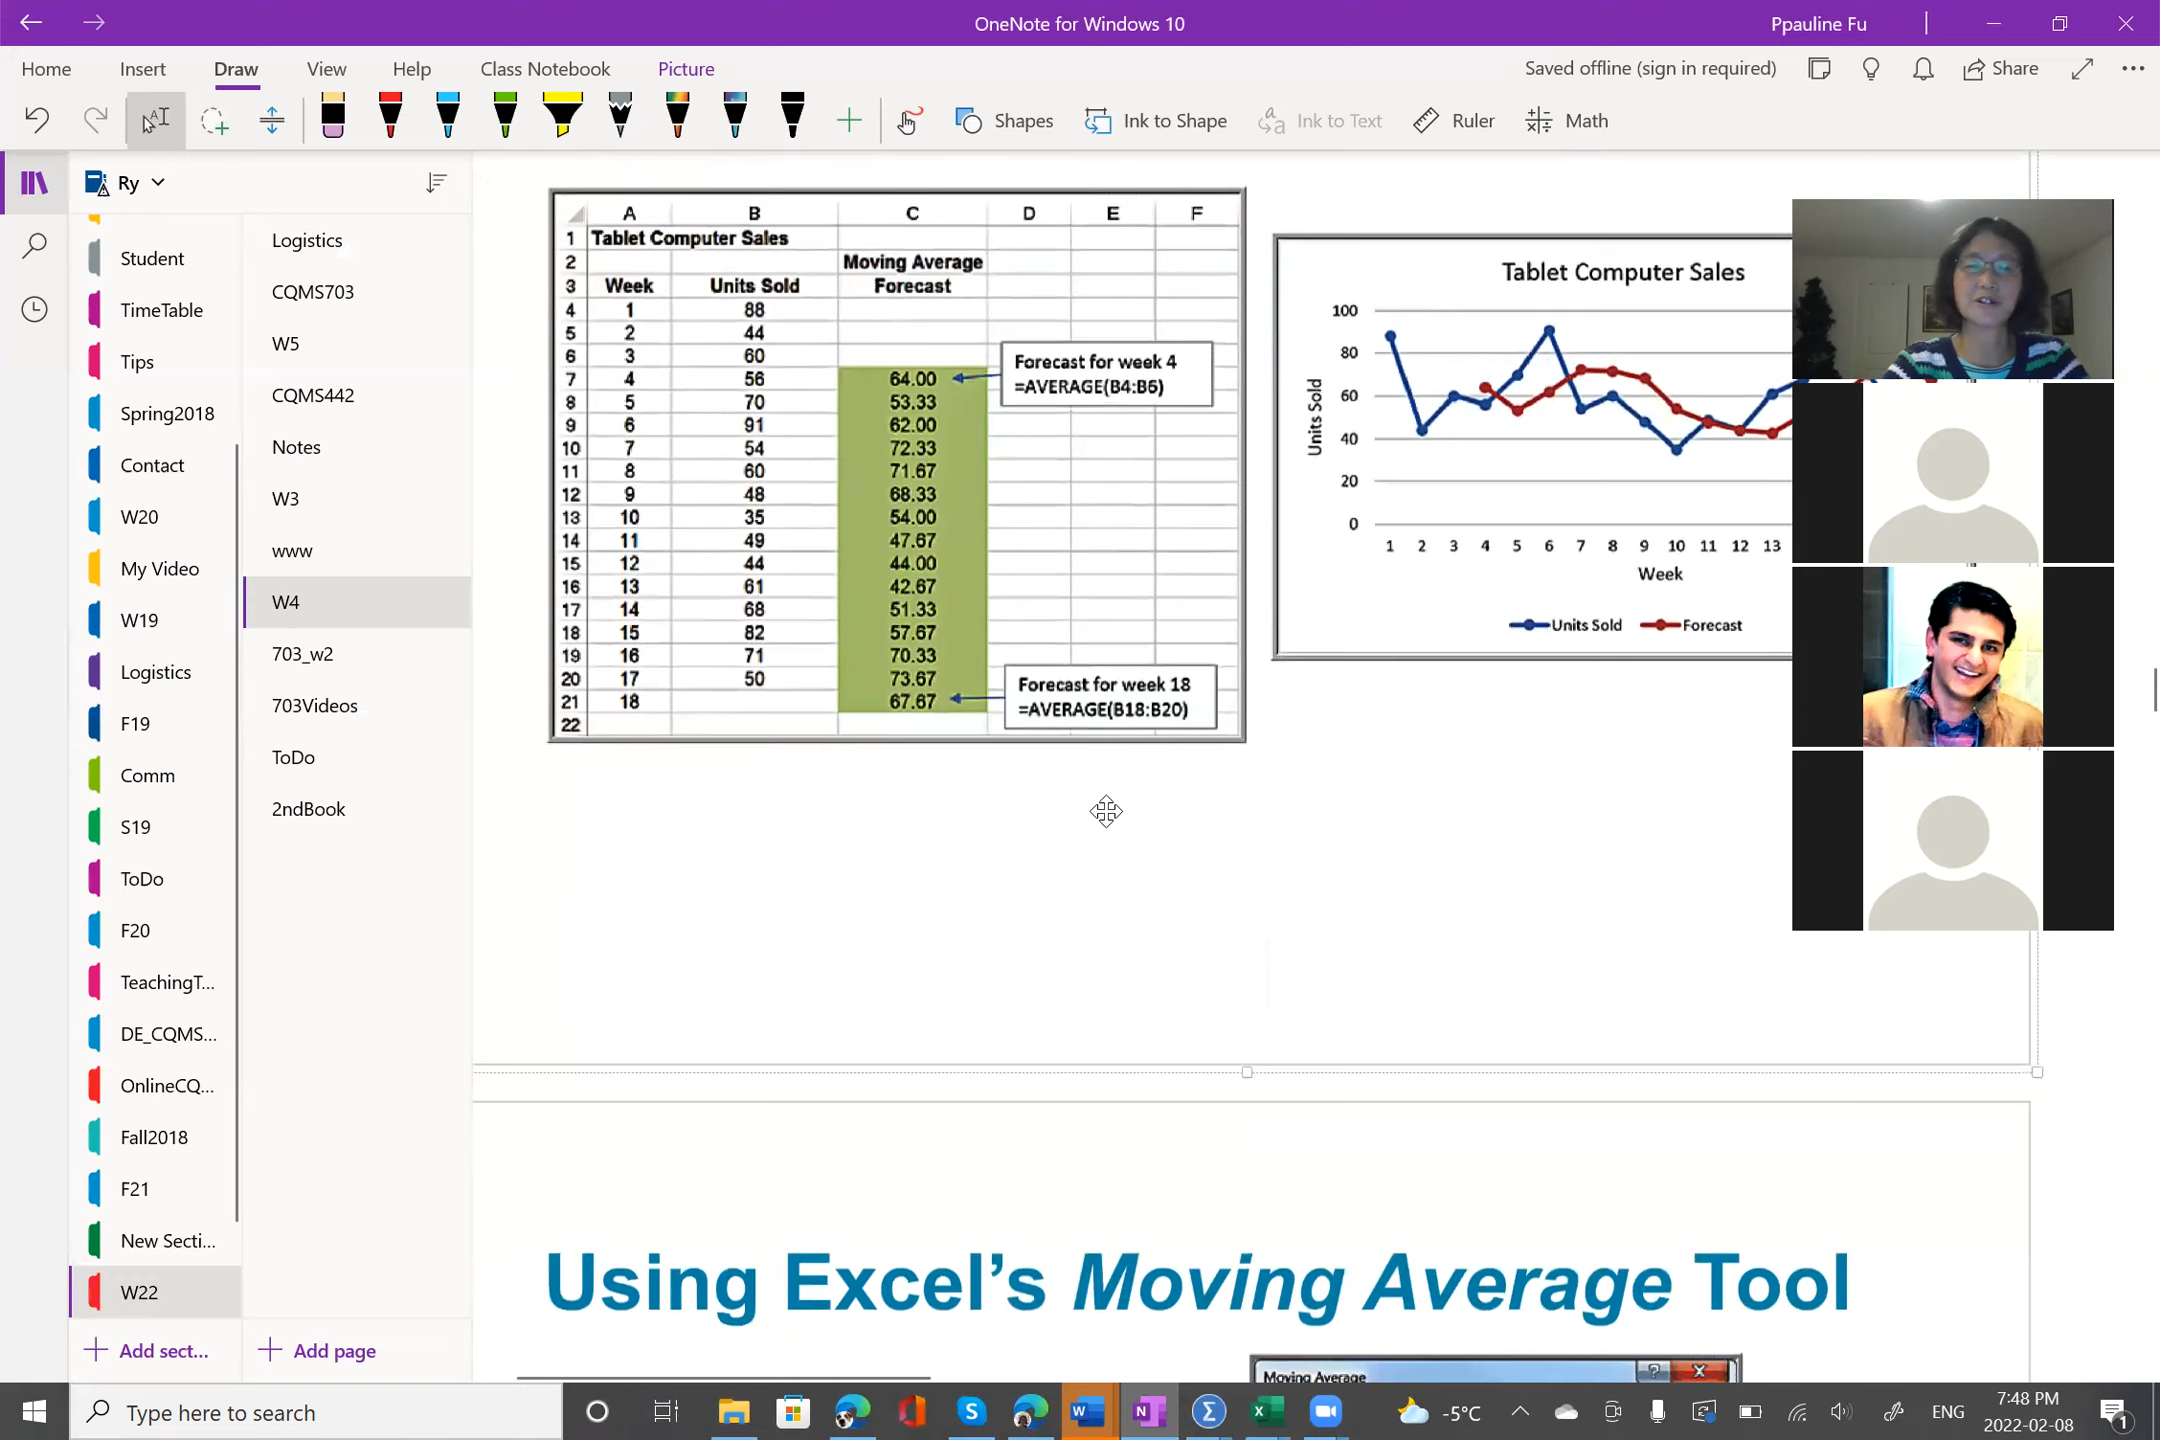 OneNote for Windows 10
Ppauline Fu
Home Insert Draw View Help Class Notebook Picture
Saved offline (sign in required) Share
Shapes Ink to Shape Ink to Text Ruler Math
Ry
Student
TimeTable
Tips
Spring2018
Contact
W20
My Video
W19
Logistics
F19
Comm
S19
ToDo
F20
TeachingT...
DE_CQMS...
OnlineCQ...
Fall2018
F21
New Secti...
W22
Add sect...
Logistics
CQMS703
W5
CQMS442
Notes
W3
www
W4
703_w2
703Videos
ToDo
2ndBook
Add page
A B C D E F
1 Tablet Computer Sales
2 Moving Average
3 Week Units Sold Forecast
4 1 88
5 2 44
6 3 60
7 4 56 64.00
8 5 70 53.33
9 6 91 62.00
10 7 54 72.33
11 8 60 71.67
12 9 48 68.33
13 10 35 54.00
14 11 49 47.67
15 12 44 44.00
16 13 61 42.67
17 14 68 51.33
18 15 82 57.67
19 16 71 70.33
20 17 50 73.67
21 18 67.67
22
Forecast for week 4
=AVERAGE(B4:B6)
Forecast for week 18
=AVERAGE(B18:B20)
Tablet Computer Sales
Units Sold
100
80
60
40
20
0
1 2 3 4 5 6 7 8 9 10 11 12 13
Week
Units Sold Forecast
Using Excel's Moving Average Tool
Moving Average
Type here to search
-5°C
ENG
7:48 PM
2022-02-08
1